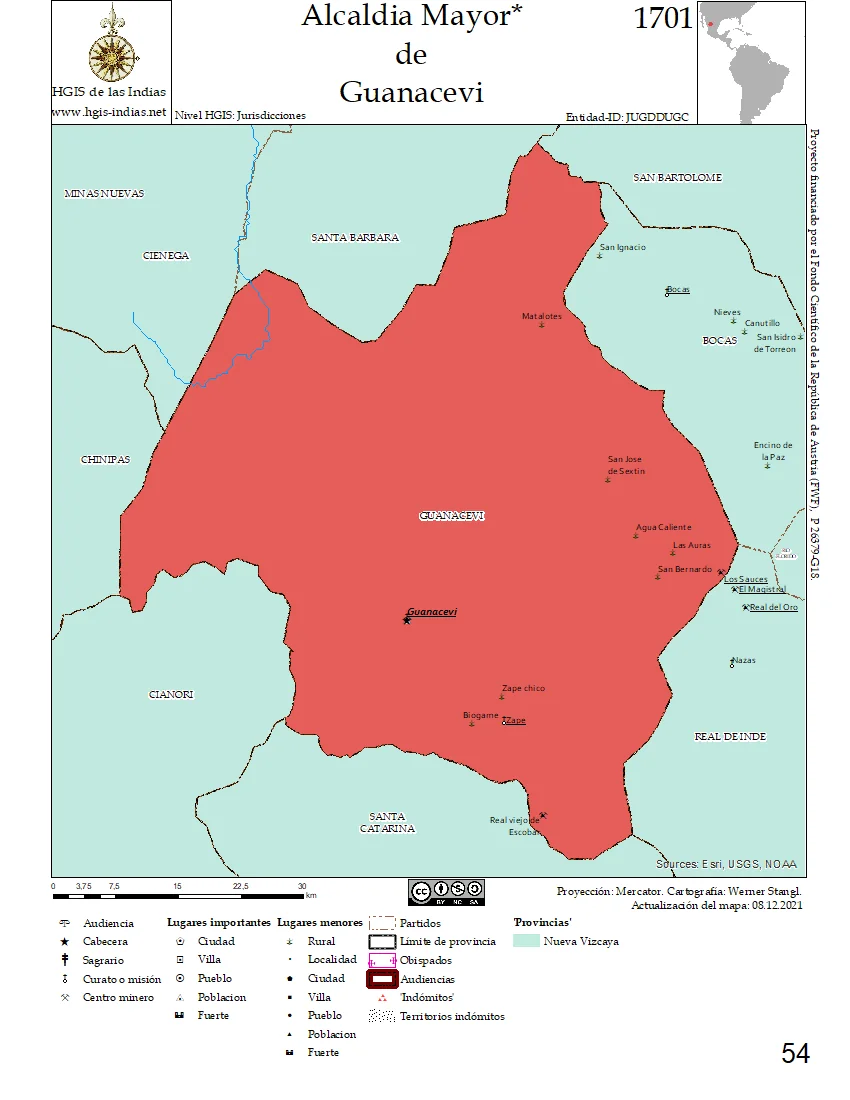 Alcaldia Mayor*
de
Guanacevi
1701
HGIS de las Indias
www.hgis-indias.net
Nivel HGIS: Jurisdicciones
Entidad-ID: JUGDDUGC
Proyecto financiado por el Fondo Científico de la República de Austria (FWF), P 26379-G18.
MINAS NUEVAS
SAN BARTOLOME
SANTA BARBARA
CIENEGA
San Ignacio
Bocas
Matalotes
Nieves
Canutillo
San Isidro
de Torreon
BOCAS
Encino de
la Paz
CHINIPAS
San Jose
de Sextin
GUANACEVI
Agua Caliente
Las Auras
San Bernardo
Los Sauces
El Magistral
Real del Oro
Guanacevi
Nazas
Zape chico
CIANORI
Biogame
Zape
REAL DE INDE
SANTA
CATARINA
Real viejo de
Escobar
Sources: Esri, USGS, NOAA
0 3,75 7,5 15 22,5 30
km
CC BY NC SA
Proyección: Mercator. Cartografía: Werner Stangl.
Actualización del mapa: 08.12.2021
Audiencia
Cabecera
Sagrario
Curato o misión
Centro minero
Lugares importantes
Ciudad
Villa
Pueblo
Poblacion
Fuerte
Lugares menores
Rural
Localidad
Ciudad
Villa
Pueblo
Poblacion
Fuerte
Partidos
Límite de provincia
Obispados
Audiencias
'Indómitos'
Territorios indómitos
'Provincias'
Nueva Vizcaya
54